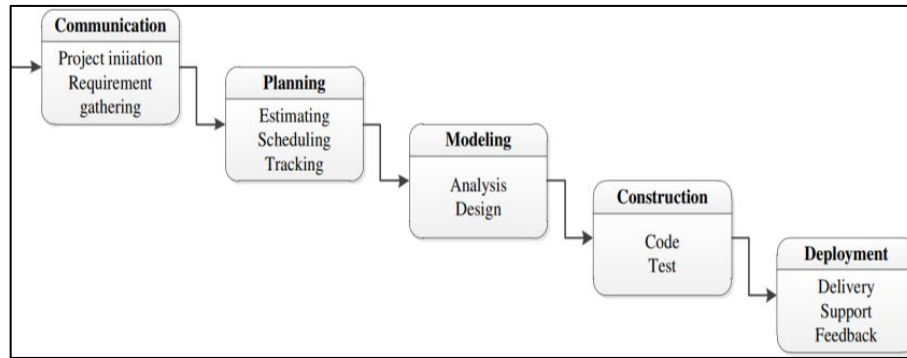 Communication
Project iniiation
Requirement
gathering
Planning
Estimating
Scheduling
Tracking
Modeling
Analysis
Design
Construction
Code
Test
Deployment
Delivery
Support
Feedback